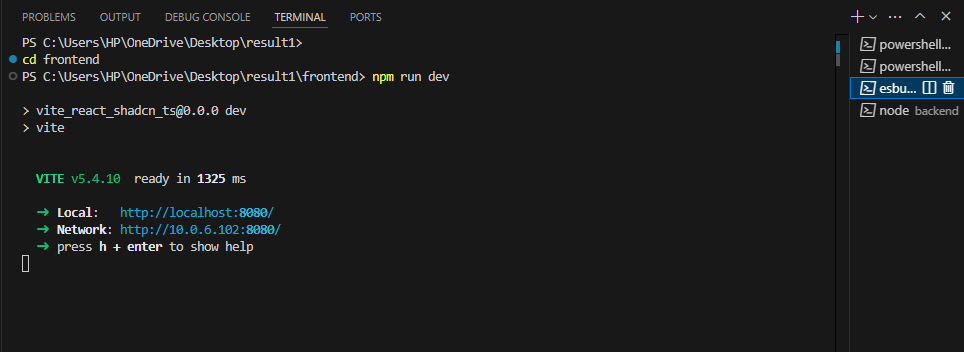 PROBLEMS OUTPUT DEBUG CONSOLE TERMINAL PORTS
PS C:\Users\HP\OneDrive\Desktop\result1>
cd frontend
PS C:\Users\HP\OneDrive\Desktop\result1\frontend> npm run dev
> vite_react_shadcn_ts@0.0.0 dev
> vite
VITE v5.4.10 ready in 1325 ms
➜ Local: http://localhost:8080/
➜ Network: http://10.0.6.102:8080/
➜ press h + enter to show help
powershell...
powershell...
esbu...
node backend